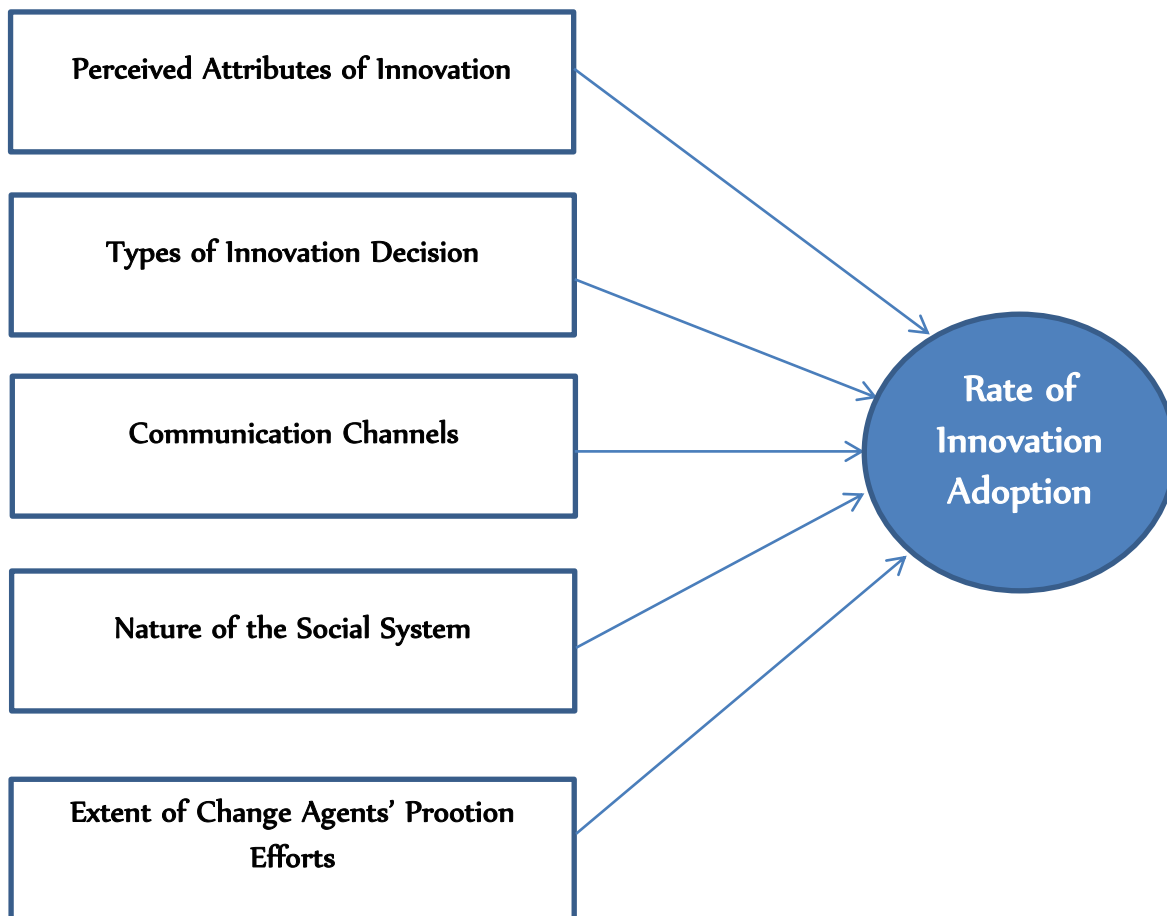 Perceived Attributes of Innovation
Types of Innovation Decision
Communication Channels
Nature of the Social System
Extent of Change Agents’ Prootion
Efforts
Rate of
Innovation
Adoption